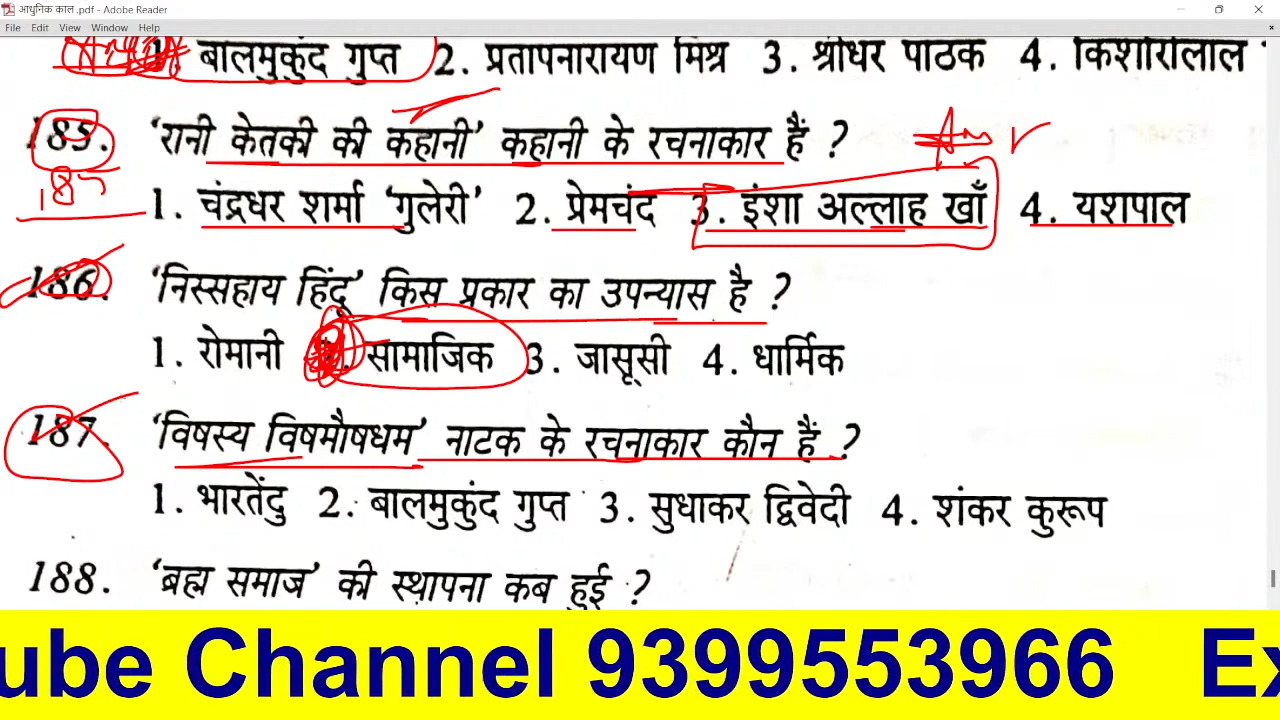 आधुनिक काल .pdf - Adobe Reader
File Edit View Window Help
बालमुकुंद गुप्त 2. प्रतापनारायण मिश्र 3. श्रीधर पाठक 4. किशोरीलाल
185. 'रानी केतकी की कहानी' कहानी के रचनाकार हैं ? Ans
185
1. चंद्रधर शर्मा 'गुलेरी' 2. प्रेमचंद 3. इंशा अल्लाह खाँ 4. यशपाल
186. 'निस्सहाय हिंदू' किस प्रकार का उपन्यास है ?
1. रोमानी सामाजिक 3. जासूसी 4. धार्मिक
187. 'विषस्य विषमौषधम' नाटक के रचनाकार कौन हैं ?
1. भारतेंदु 2. बालमुकुंद गुप्त 3. सुधाकर द्विवेदी 4. शंकर कुरूप
188. 'ब्रह्म समाज' की स्थापना कब हुई ?
ube Channel 9399553966 Ex